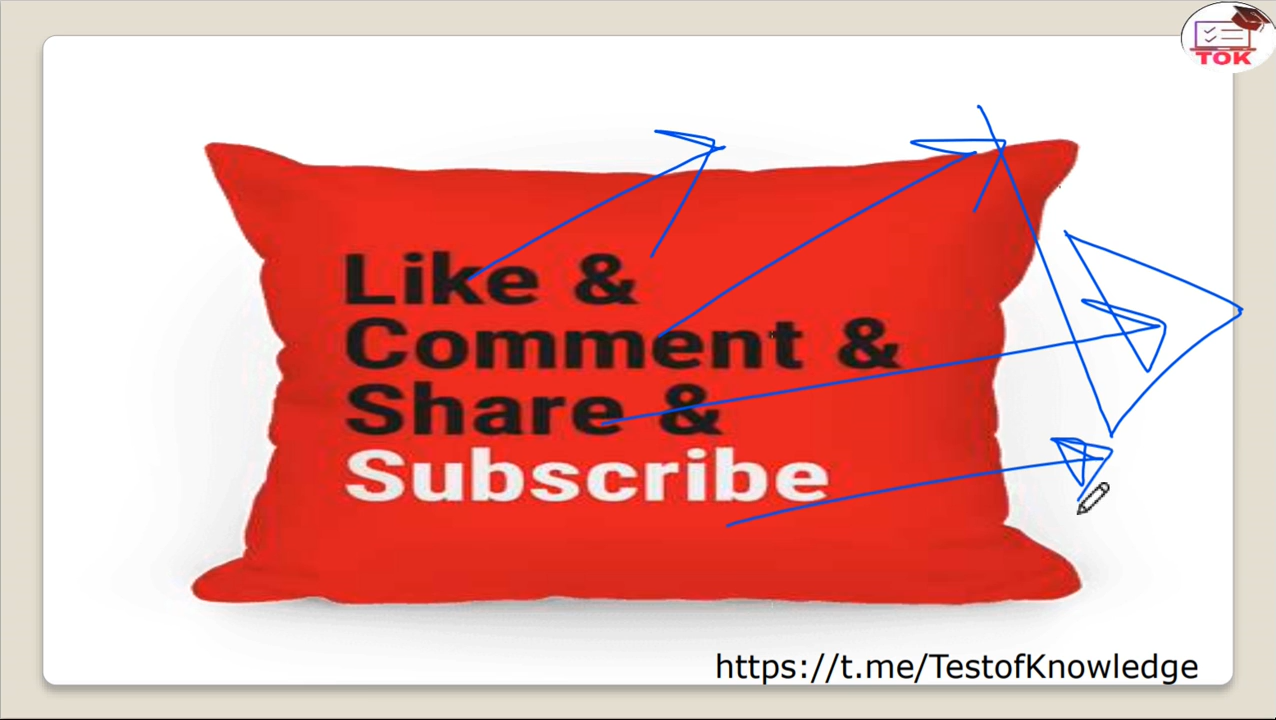 TOK
Like &
Comment &
Share &
Subscribe
https://t.me/TestofKnowledge